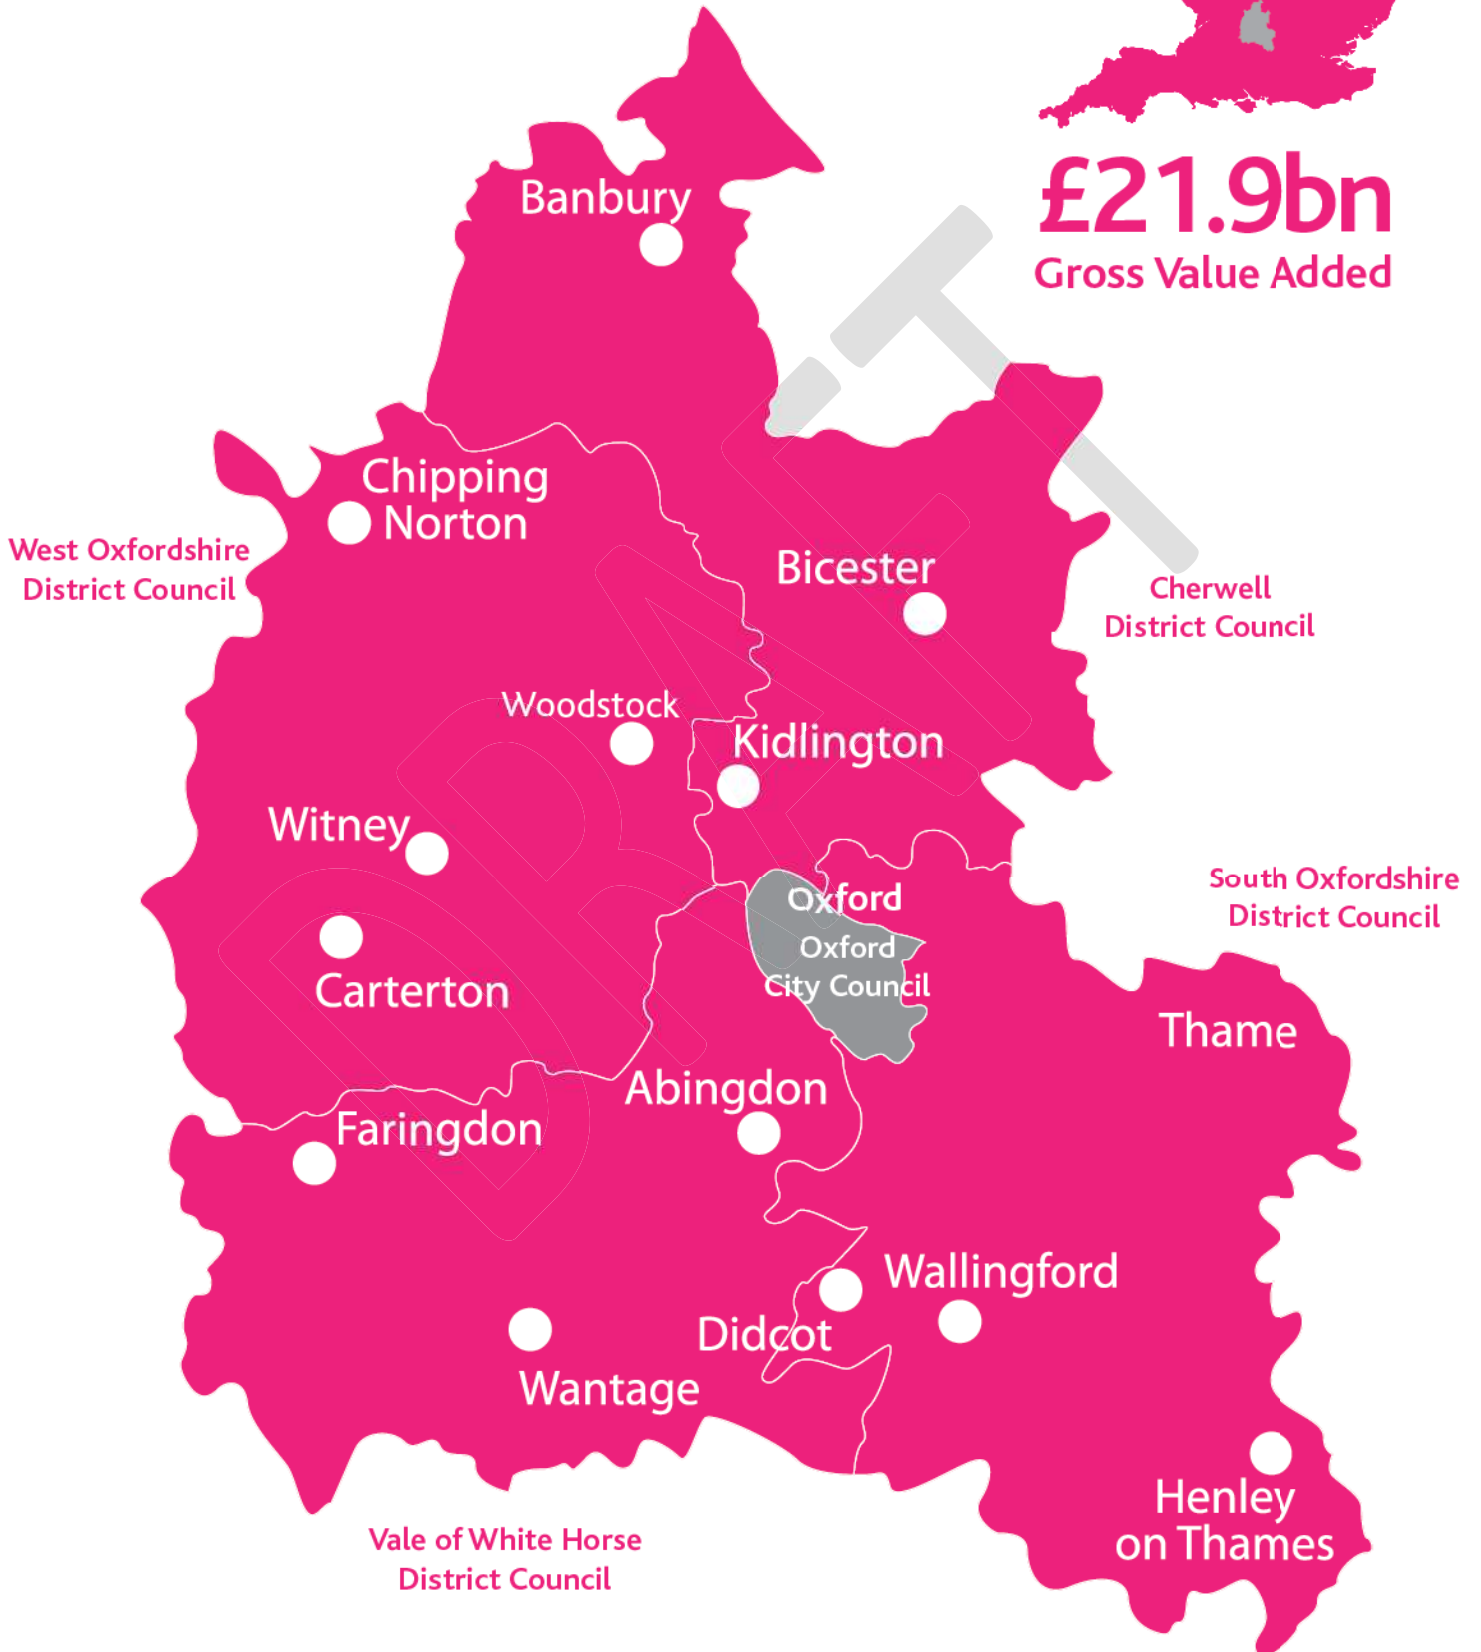 £21.9bn
Gross Value Added
Banbury
Chipping
Norton
West Oxfordshire
District Council
Bicester
Cherwell
District Council
Woodstock
Kidlington
Witney
South Oxfordshire
District Council
Oxford
Oxford
City Council
Carterton
Thame
Abingdon
Faringdon
Wallingford
Didcot
Wantage
Henley
on Thames
Vale of White Horse
District Council
DRAFT